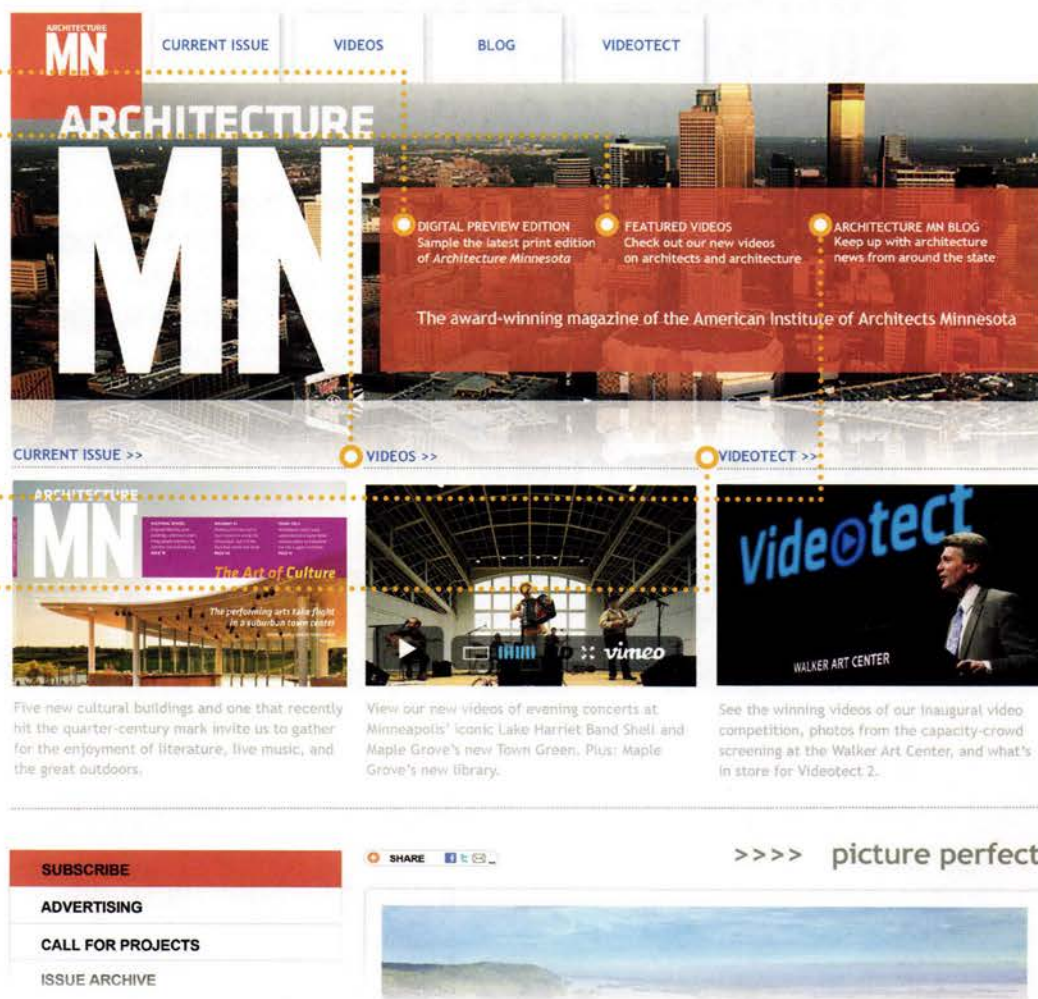 ARCHITECTURE
MN
CURRENT ISSUE
VIDEOS
BLOG
VIDEOTECT
ARCHITECTURE
MN
DIGITAL PREVIEW EDITION
Sample the latest print edition
of Architecture Minnesota
FEATURED VIDEOS
Check out our new videos
on architects and architecture
ARCHITECTURE MN BLOG
Keep up with architecture
news from around the state
The award-winning magazine of the American Institute of Architects Minnesota
CURRENT ISSUE >>
ARCHITECTURE
MN
The Art of Culture
The performing arts take flight
in a suburban town center
Five new cultural buildings and one that recently
hit the quarter-century mark invite us to gather
for the enjoyment of literature, live music, and
the great outdoors.
VIDEOS >>
vimeo
View our new videos of evening concerts at
Minneapolis' iconic Lake Harriet Band Shell and
Maple Grove's new Town Green. Plus: Maple
Grove's new library.
VIDEOTECT >>
Videotect
WALKER ART CENTER
See the winning videos of our inaugural video
competition, photos from the capacity-crowd
screening at the Walker Art Center, and what's
in store for Videotect 2.
SUBSCRIBE
ADVERTISING
CALL FOR PROJECTS
ISSUE ARCHIVE
SHARE
>>>> picture perfect